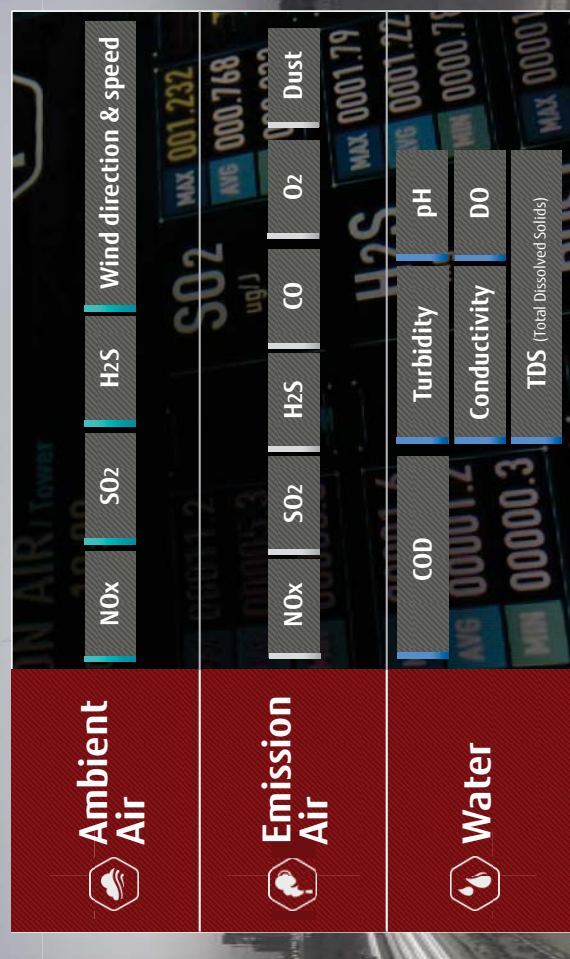 Ambient
Air
NOx
SO2
H2S
Wind direction & speed
Emission
Air
NOx
SO2
H2S
CO
O2
Dust
Water
COD
Turbidity
pH
Conductivity
DO
TDS (Total Dissolved Solids)
ON AIR / Tower
SO2
ug/J
MAX 001.232
AVG 000.768
H2S
MAX 0001.79
AVG 0001.22
MIN 0000.78
MAX
AVG 00001.2
MIN 00000.3